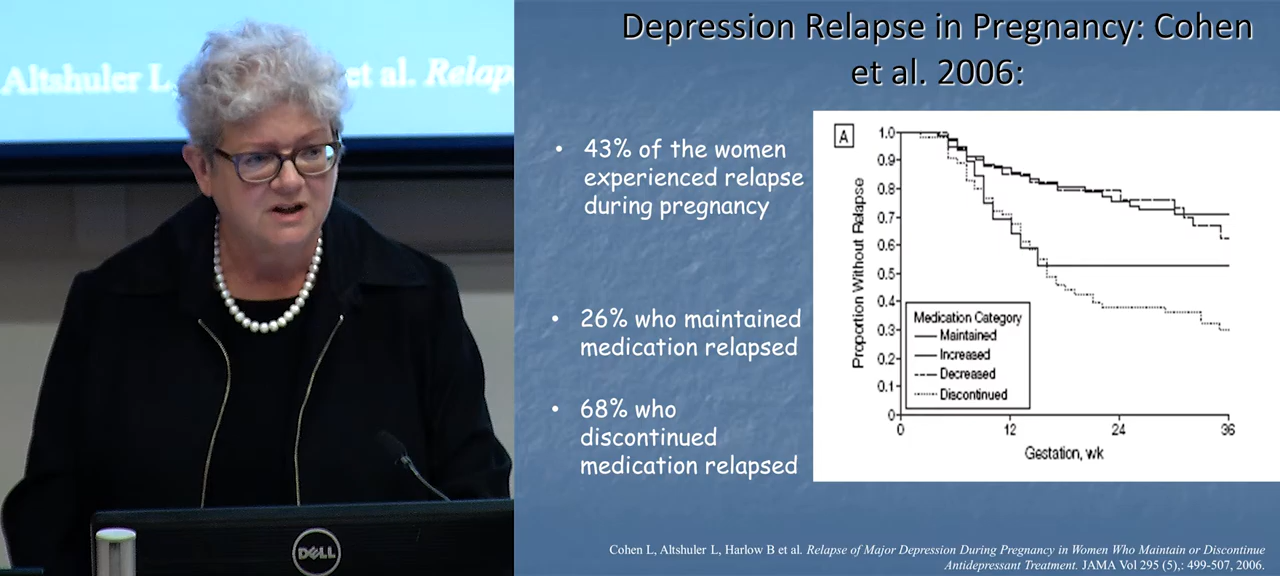 Altshuler L, et al. Relap
Depression Relapse in Pregnancy: Cohen
et al. 2006:
• 43% of the women
experienced relapse
during pregnancy
• 26% who maintained
medication relapsed
• 68% who
discontinued
medication relapsed
A
Proportion Without Relapse
1.0
0.9
0.8
0.7
0.6
0.5
0.4
0.3
0.2
0.1
0
Medication Category
Maintained
Increased
Decreased
Discontinued
0 12 24 36
Gestation, wk
DELL
Cohen L, Altshuler L, Harlow B et al. Relapse of Major Depression During Pregnancy in Women Who Maintain or Discontinue
Antidepressant Treatment. JAMA Vol 295 (5),: 499-507, 2006.